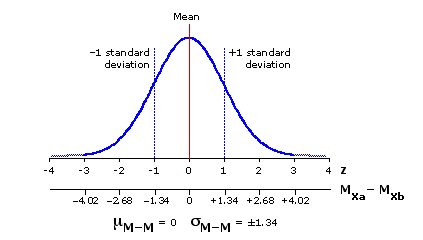 Mean
−1 standard deviation
+1 standard deviation
-4 -3 -2 -1 0 1 2 3 4 z
−4.02 −2.68 −1.34 0 +1.34 +2.68 +4.02 MXa− MXb
μM−M = 0 σM−M = ±1.34